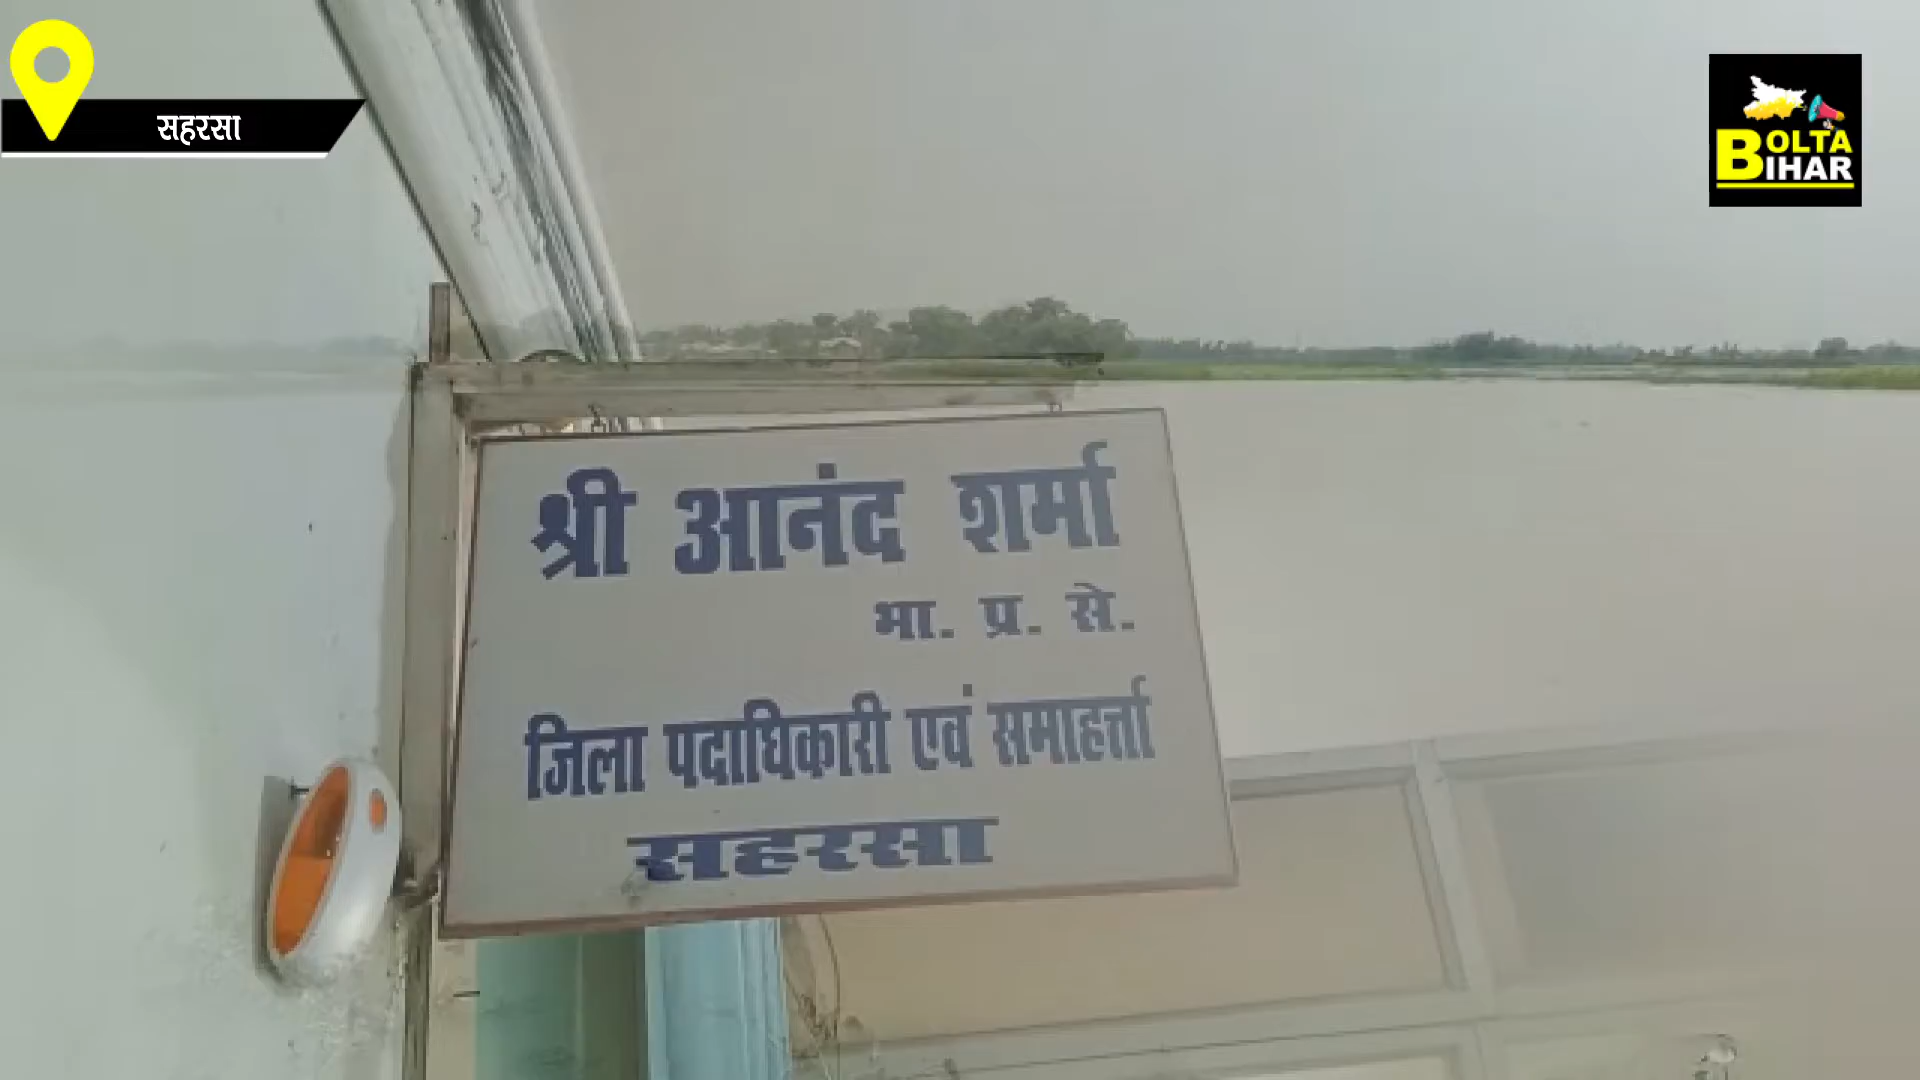 सहरसा
BOLTA
BIHAR
श्री आनंद शर्मा
भा. प्र. से.
जिला पदाधिकारी एवं समाहर्त्ता
सहरसा